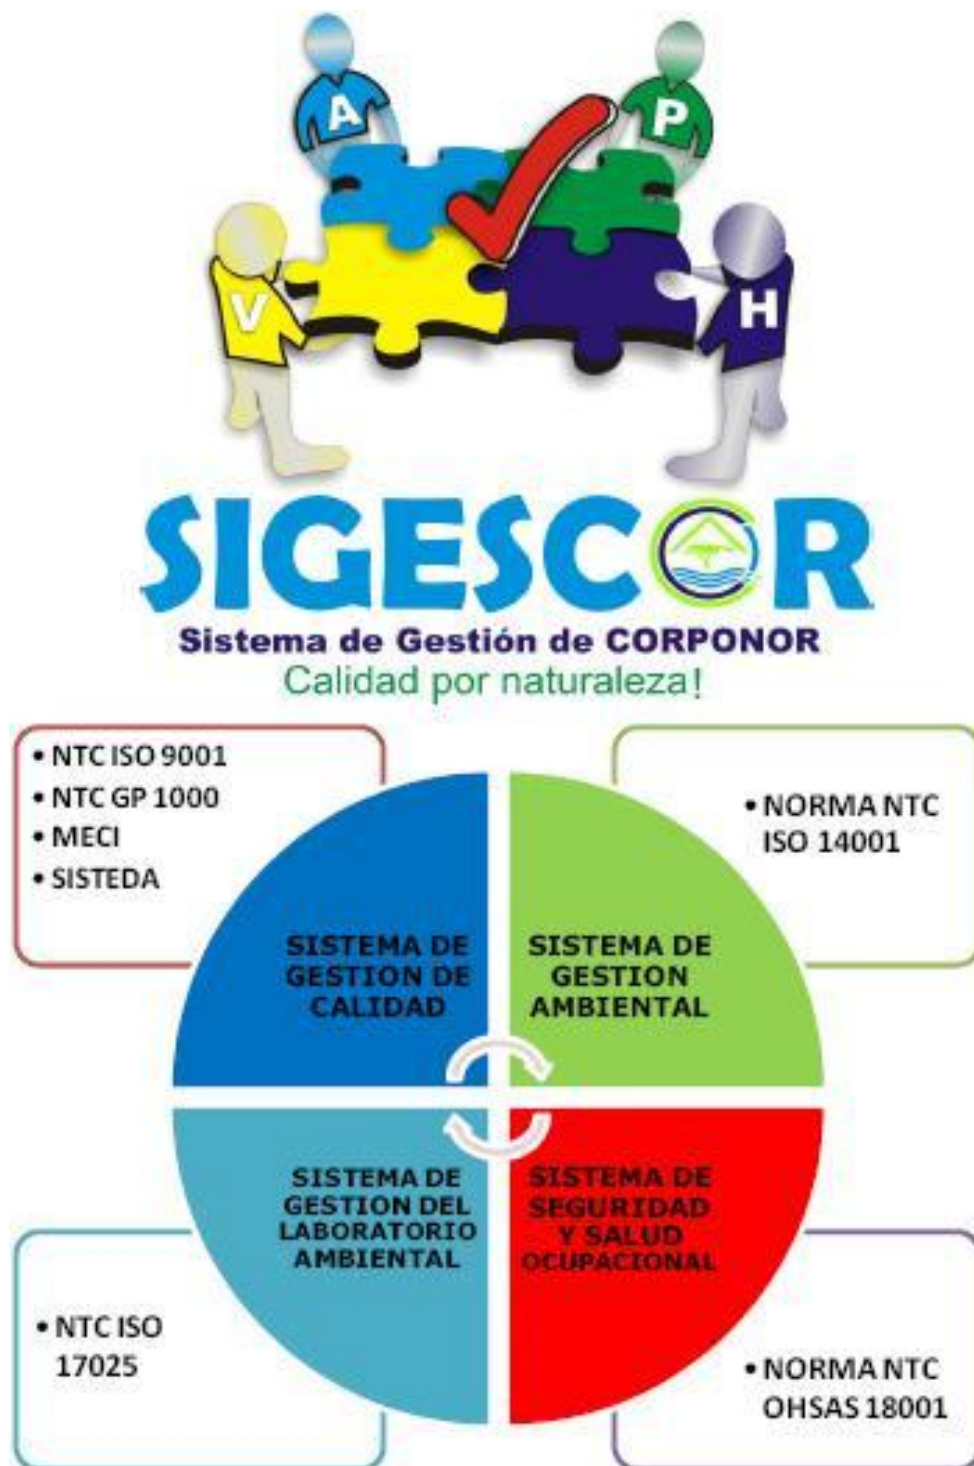 A
P
V
H
SIGESCOR
Sistema de Gestión de CORPONOR
Calidad por naturaleza!
• NTC ISO 9001
• NTC GP 1000
• MECI
• SISTEDA
• NORMA NTC
ISO 14001
SISTEMA DE
GESTION DE
CALIDAD
SISTEMA DE
GESTION
AMBIENTAL
SISTEMA DE
GESTION DEL
LABORATORIO
AMBIENTAL
SISTEMA DE
SEGURIDAD
Y SALUD
OCUPACIONAL
• NTC ISO
17025
• NORMA NTC
OHSAS 18001